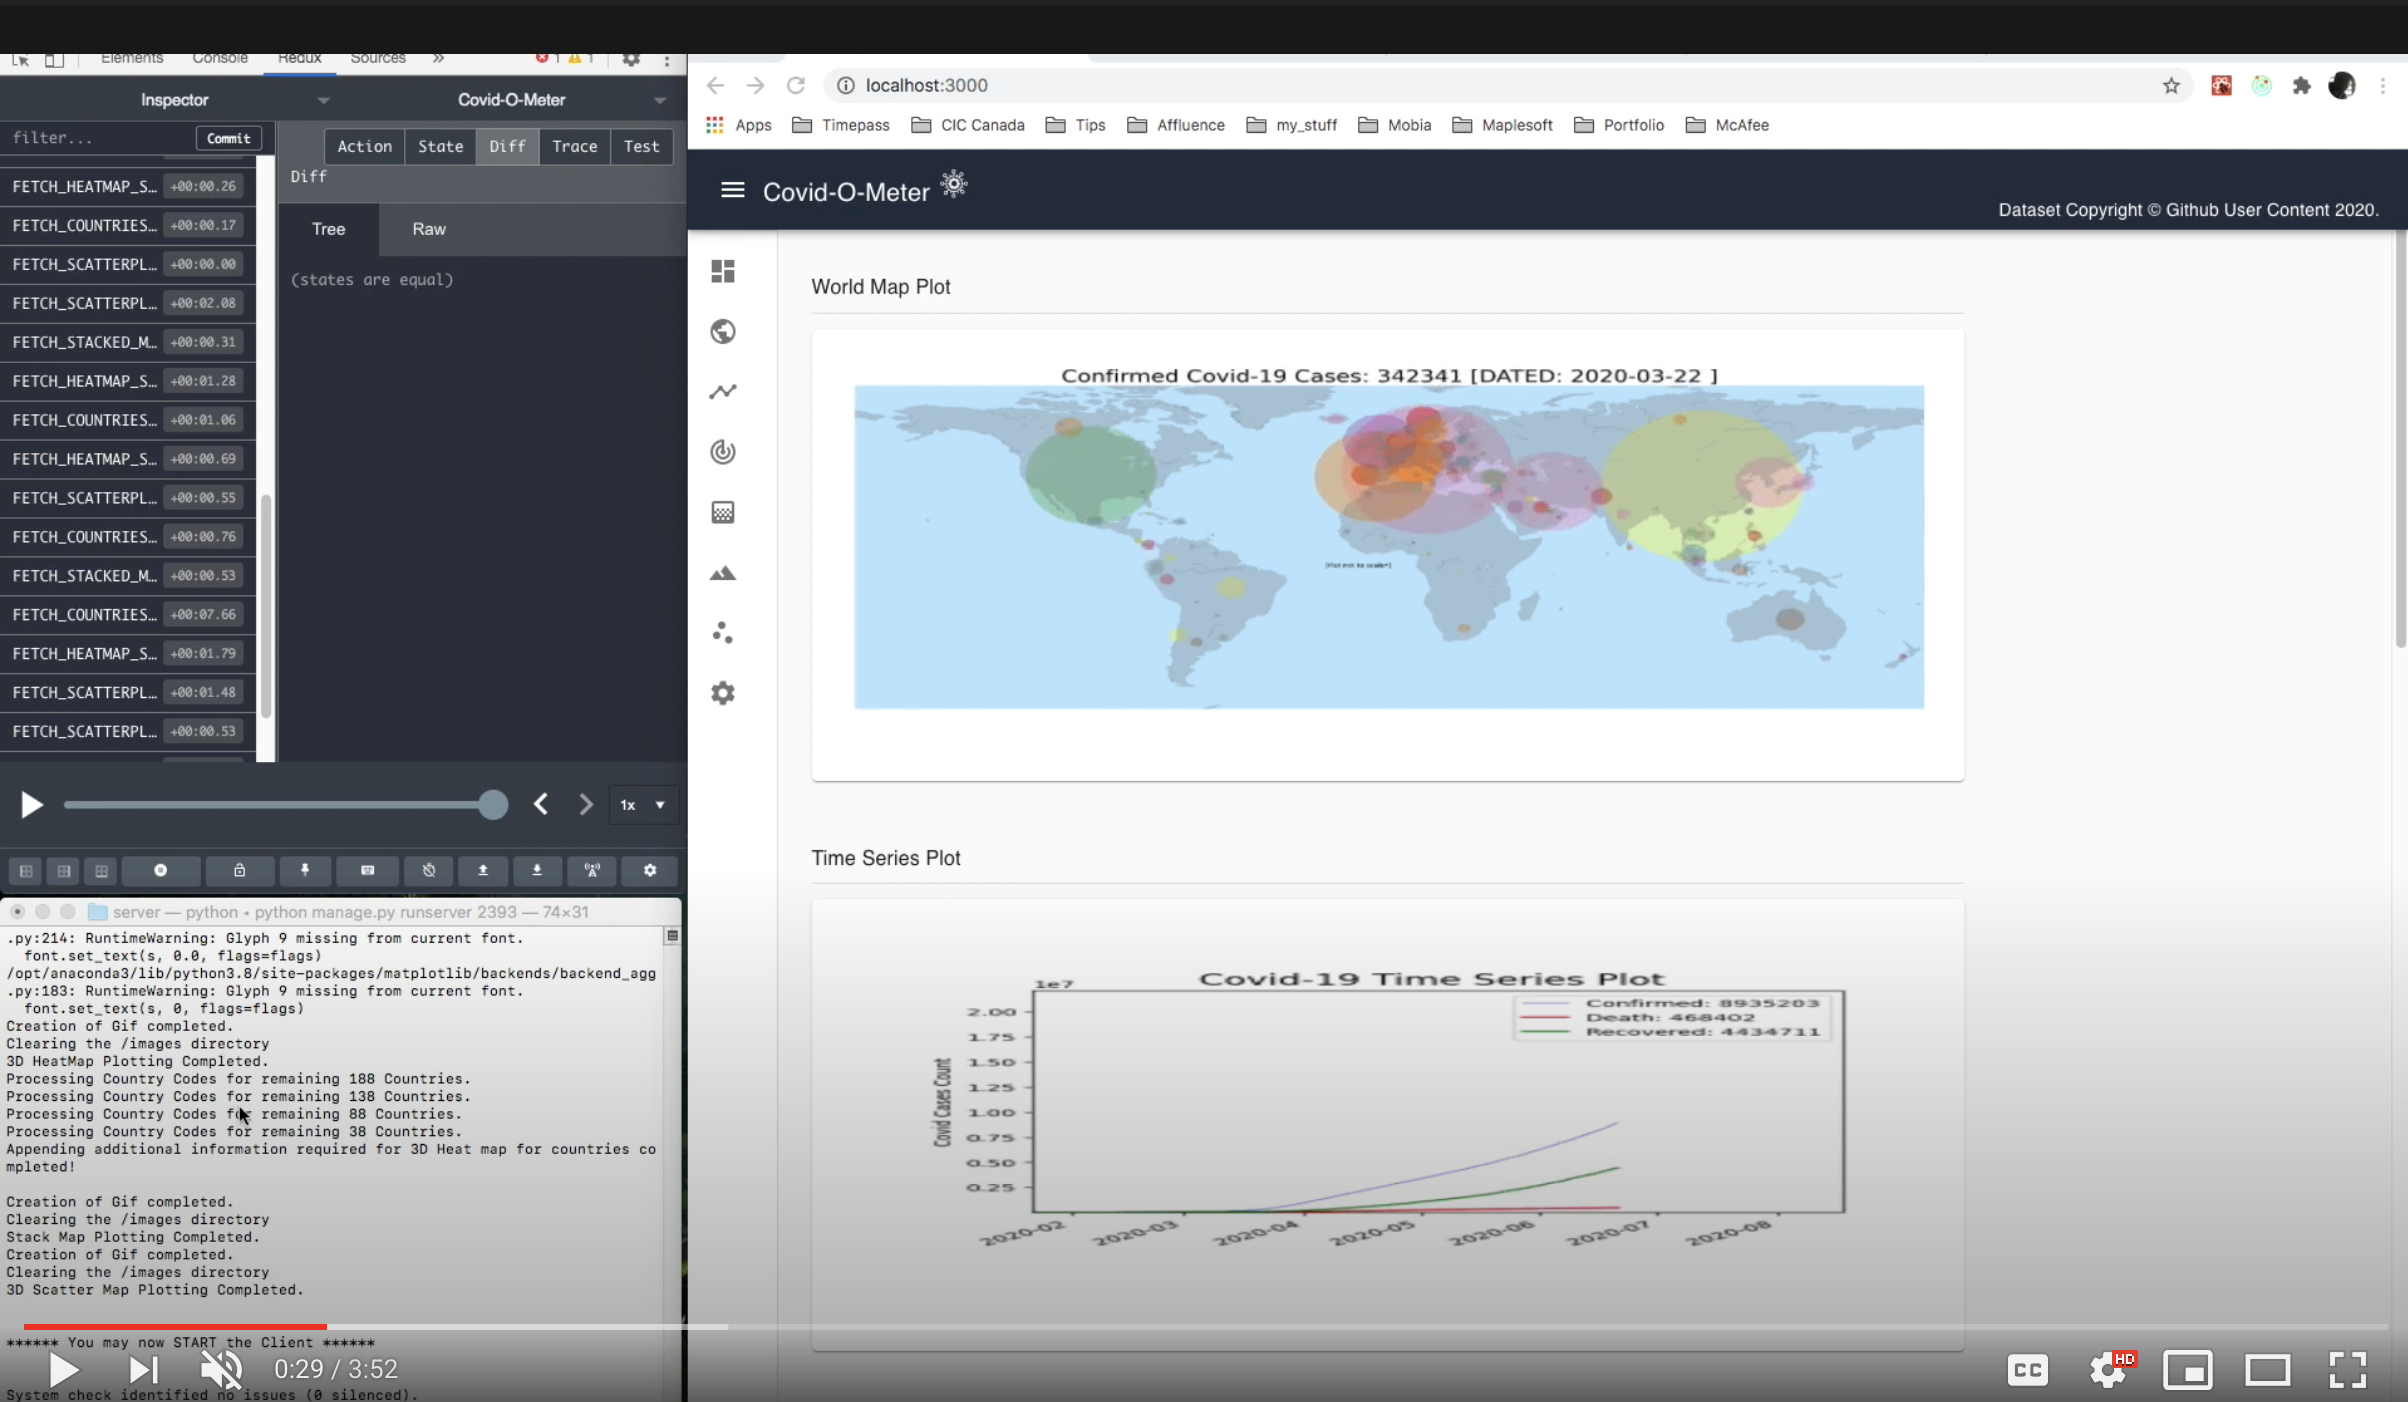 Elements Console Redux Sources » 1 1
Inspector
Covid-O-Meter
filter...
Commit
FETCH_HEATMAP_S... +00:00.26
FETCH_COUNTRIES... +00:00.17
FETCH_SCATTERPL... +00:00.00
FETCH_SCATTERPL... +00:02.08
FETCH_STACKED_M... +00:00.31
FETCH_HEATMAP_S... +00:01.28
FETCH_COUNTRIES... +00:01.06
FETCH_HEATMAP_S... +00:00.69
FETCH_SCATTERPL... +00:00.55
FETCH_COUNTRIES... +00:00.76
FETCH_STACKED_M... +00:00.53
FETCH_COUNTRIES... +00:07.66
FETCH_HEATMAP_S... +00:01.79
FETCH_SCATTERPL... +00:01.48
FETCH_SCATTERPL... +00:00.53
Action State Diff Trace Test
Diff
Tree Raw
(states are equal)
1x
server — python ◂ python manage.py runserver 2393 — 74×31
.py:214: RuntimeWarning: Glyph 9 missing from current font.
font.set_text(s, 0.0, flags=flags)
/opt/anaconda3/lib/python3.8/site-packages/matplotlib/backends/backend_agg
.py:183: RuntimeWarning: Glyph 9 missing from current font.
font.set_text(s, 0, flags=flags)
Creation of Gif completed.
Clearing the /images directory
3D HeatMap Plotting Completed.
Processing Country Codes for remaining 188 Countries.
Processing Country Codes for remaining 138 Countries.
Processing Country Codes for remaining 88 Countries.
Processing Country Codes for remaining 38 Countries.
Appending additional information required for 3D Heat map for countries co
mpleted!
Creation of Gif completed.
Clearing the /images directory
Stack Map Plotting Completed.
Creation of Gif completed.
Clearing the /images directory
3D Scatter Map Plotting Completed.
****** You may now START the Client ******
System check identified no issues (0 silenced).
localhost:3000
Apps Timepass CIC Canada Tips Affluence my_stuff Mobia Maplesoft Portfolio McAfee
Covid-O-Meter
Dataset Copyright © Github User Content 2020.
World Map Plot
Confirmed Covid-19 Cases: 342341 [DATED: 2020-03-22 ]
[Plot not to scale*]
Time Series Plot
Covid-19 Time Series Plot
1e7
Confirmed: 8935203
Death: 468402
Recovered: 4434711
Covid Cases Count
2.00
1.75
1.50
1.25
1.00
0.75
0.50
0.25
2020-02 2020-03 2020-04 2020-05 2020-06 2020-07 2020-08
0:29 / 3:52
CC
HD